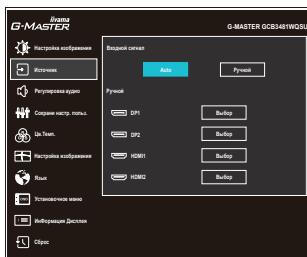 iiyama
G-MASTER
G-MASTER GCB3481WQSU
Настройка изображения
Источник
Регулировка аудио
Сохрани настр. польз.
Цв.Темп.
Настройка изображения
Язык
Установочное меню
Информация Дисплея
Сброс
Входной сигнал
Auto
Ручной
Ручной
DP1
Выбор
DP2
Выбор
HDMI1
Выбор
HDMI2
Выбор